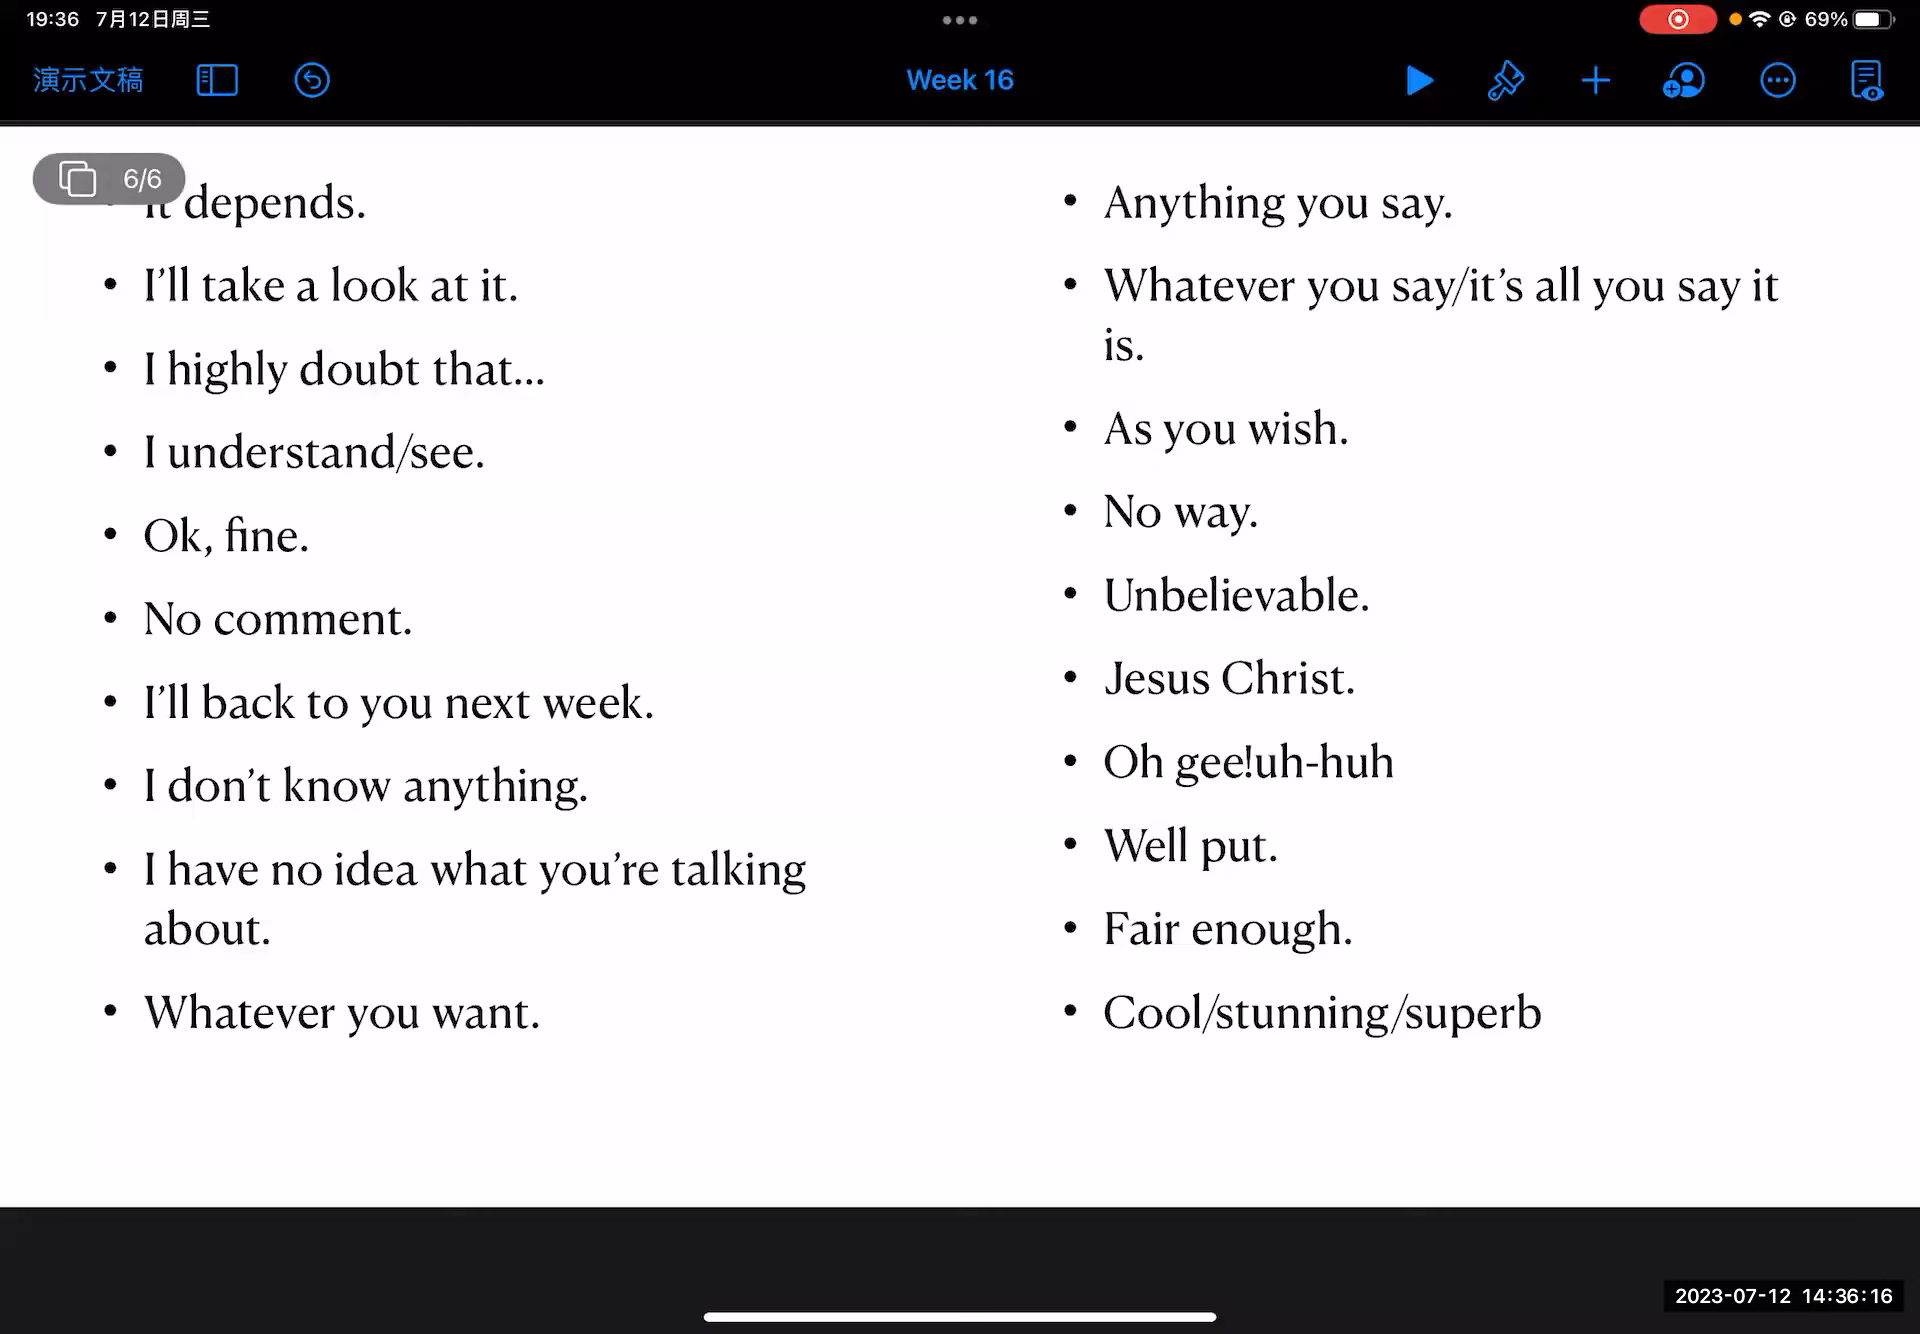 19:36 7月12日周三
69%
演示文稿
Week 16
6/6
It depends.
• I’ll take a look at it.
• I highly doubt that...
• I understand/see.
• Ok, fine.
• No comment.
• I’ll back to you next week.
• I don’t know anything.
• I have no idea what you’re talking
about.
• Whatever you want.
• Anything you say.
• Whatever you say/it’s all you say it
is.
• As you wish.
• No way.
• Unbelievable.
• Jesus Christ.
• Oh gee!uh-huh
• Well put.
• Fair enough.
• Cool/stunning/superb
2023-07-12 14:36:16